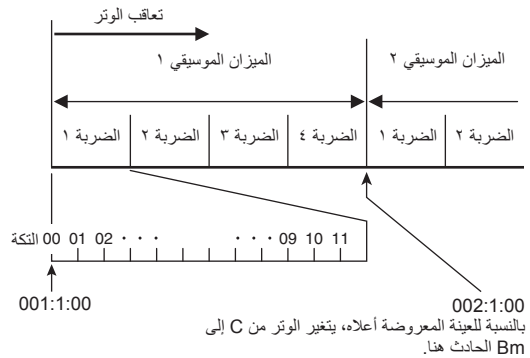 تعاقب الوتر
الميزان الموسيقي ١
الميزان الموسيقي ٢
الضربة ١
الضربة ٢
الضربة ٣
الضربة ٤
الضربة ١
الضربة ٢
التكة 00 01 02 · · · · · · 09 10 11
001:1:00
002:1:00
بالنسبة للعينة المعروضة أعلاه، يتغير الوتر من C إلى
Bm الحادث هنا.